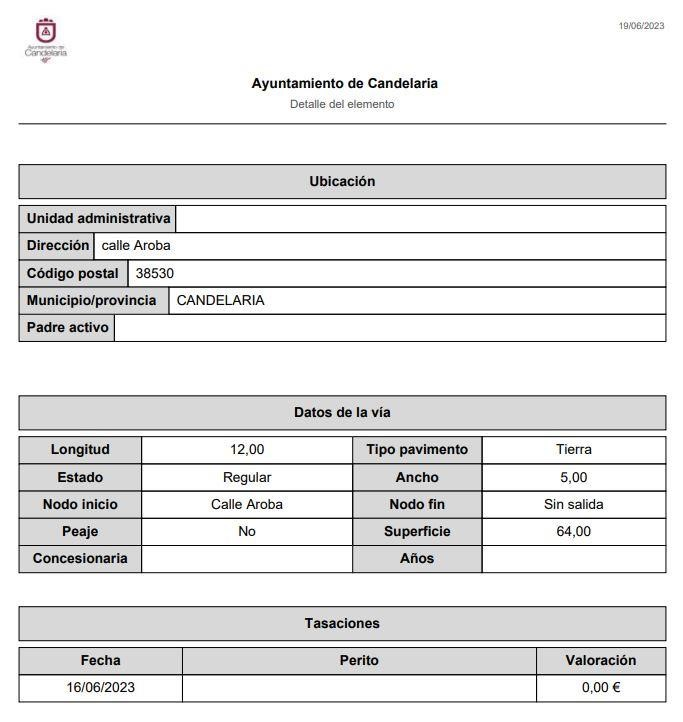 19/06/2023
Ayuntamiento de
Candelaria
Ayuntamiento de Candelaria
Detalle del elemento
Ubicación
Unidad administrativa
Dirección calle Aroba
Código postal 38530
Municipio/provincia CANDELARIA
Padre activo
Datos de la vía
Longitud 12,00 Tipo pavimento Tierra
Estado Regular Ancho 5,00
Nodo inicio Calle Aroba Nodo fin Sin salida
Peaje No Superficie 64,00
Concesionaria Años
Tasaciones
Fecha Perito Valoración
16/06/2023 0,00 €